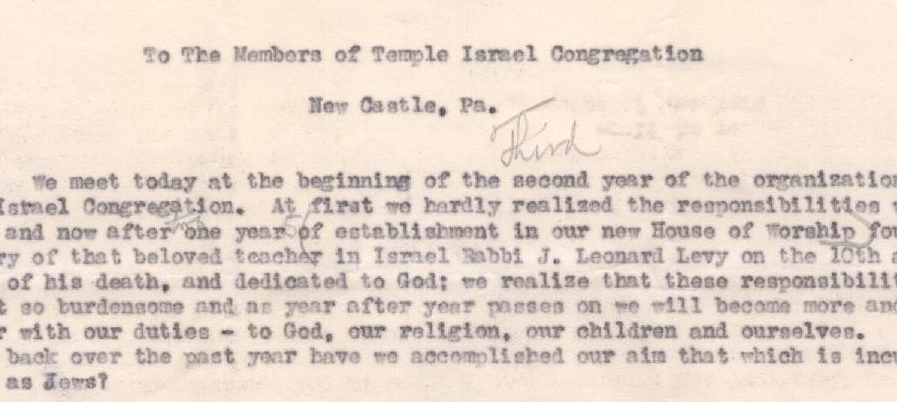 To The Members of Temple Israel Congregation
New Castle, Pa.
Third
We meet today at the beginning of the second year of the organization
Israel Congregation. At first we hardly realized the responsibilities
and now after one year of establishment in our new House of Worship fou
ry of that beloved teacher in Israel Rabbi J. Leonard Levy on the 10th a
of his death, and dedicated to God; we realize that these responsibilit
t so burdensome and as year after year passes on we will become more and
r with our duties - to God, our religion, our children and ourselves.
back over the past year have we accomplished our aim that which is incu
as Jews?